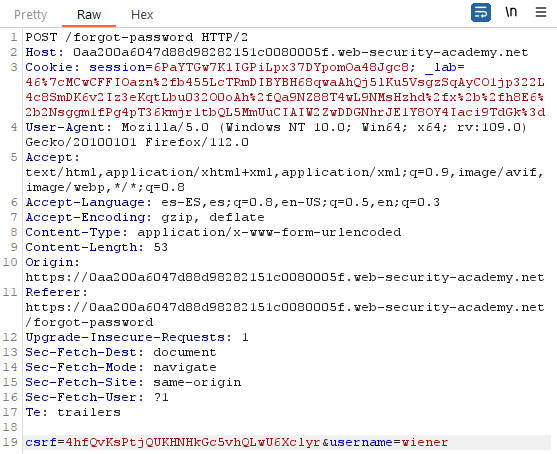 Pretty Raw Hex \n
1 POST /forgot-password HTTP/2
2 Host: 0aa200a6047d88d98282151c0080005f.web-security-academy.net
3 Cookie: session=6PaYTGw7K1IGPiLpx37DYpomOa48Jgc8; _lab=
46%7cMCwCFFIOazn%2fb455LcTRmDIBYBH68qwaAhQj5lKu5VsgzSqAyCO1jp322L
4c8SmDK6v2Iz3eKqtLbu032O0oAh%2fQa9NZ88T4wL9NMsHzhd%2fx%2b%2fh8E6%
2b2Nsggm1fPg4pT36kmjr1tbQL5MmUuCIAIW2ZwDDGNhrJE1Y8OY4Iaci9TdGk%3d
4 User-Agent: Mozilla/5.0 (Windows NT 10.0; Win64; x64; rv:109.0)
Gecko/20100101 Firefox/112.0
5 Accept:
text/html,application/xhtml+xml,application/xml;q=0.9,image/avif,
image/webp,*/*;q=0.8
6 Accept-Language: es-ES,es;q=0.8,en-US;q=0.5,en;q=0.3
7 Accept-Encoding: gzip, deflate
8 Content-Type: application/x-www-form-urlencoded
9 Content-Length: 53
10 Origin:
https://0aa200a6047d88d98282151c0080005f.web-security-academy.net
11 Referer:
https://0aa200a6047d88d98282151c0080005f.web-security-academy.net
/forgot-password
12 Upgrade-Insecure-Requests: 1
13 Sec-Fetch-Dest: document
14 Sec-Fetch-Mode: navigate
15 Sec-Fetch-Site: same-origin
16 Sec-Fetch-User: ?1
17 Te: trailers
18
19 csrf=4hfQvKsPtjQUKHNHkGc5vhQLwU6Xclyr&username=wiener